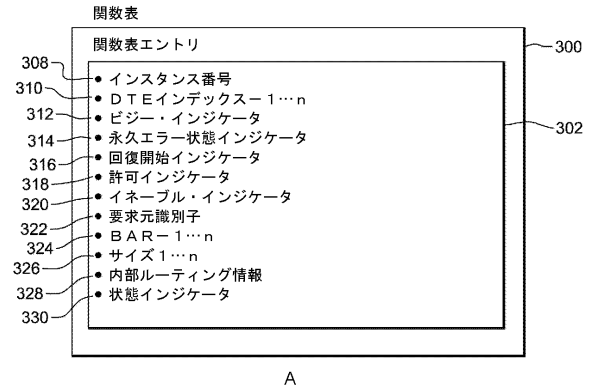 関数表
関数表エントリ
300
302
308 ● インスタンス番号
310 ● ＤＴＥインデックス－１…ｎ
312 ● ビジー・インジケータ
314 ● 永久エラー状態インジケータ
316 ● 回復開始インジケータ
318 ● 許可インジケータ
320 ● イネーブル・インジケータ
322 ● 要求元識別子
324 ● ＢＡＲ－１…ｎ
326 ● サイズ１…ｎ
328 ● 内部ルーティング情報
330 ● 状態インジケータ
A